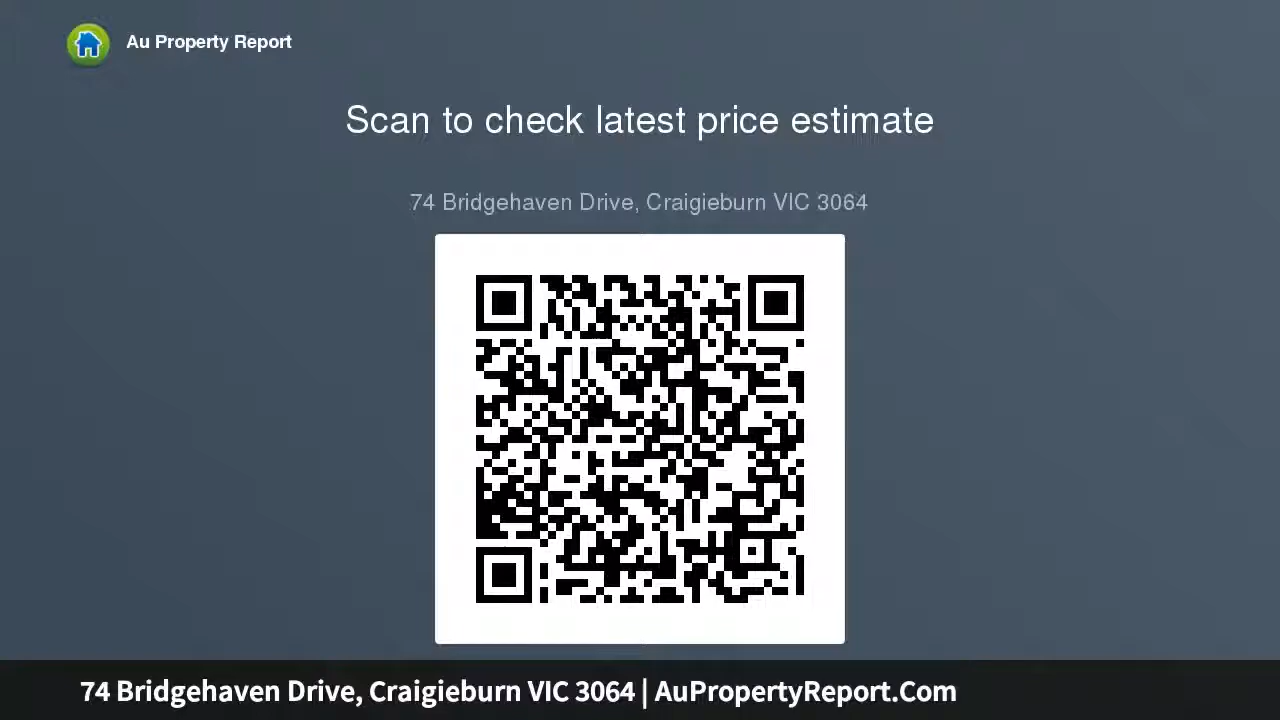 Au Property Report
Scan to check latest price estimate
74 Bridgehaven Drive, Craigieburn VIC 3064
74 Bridgehaven Drive, Craigieburn VIC 3064 | AuPropertyReport.Com